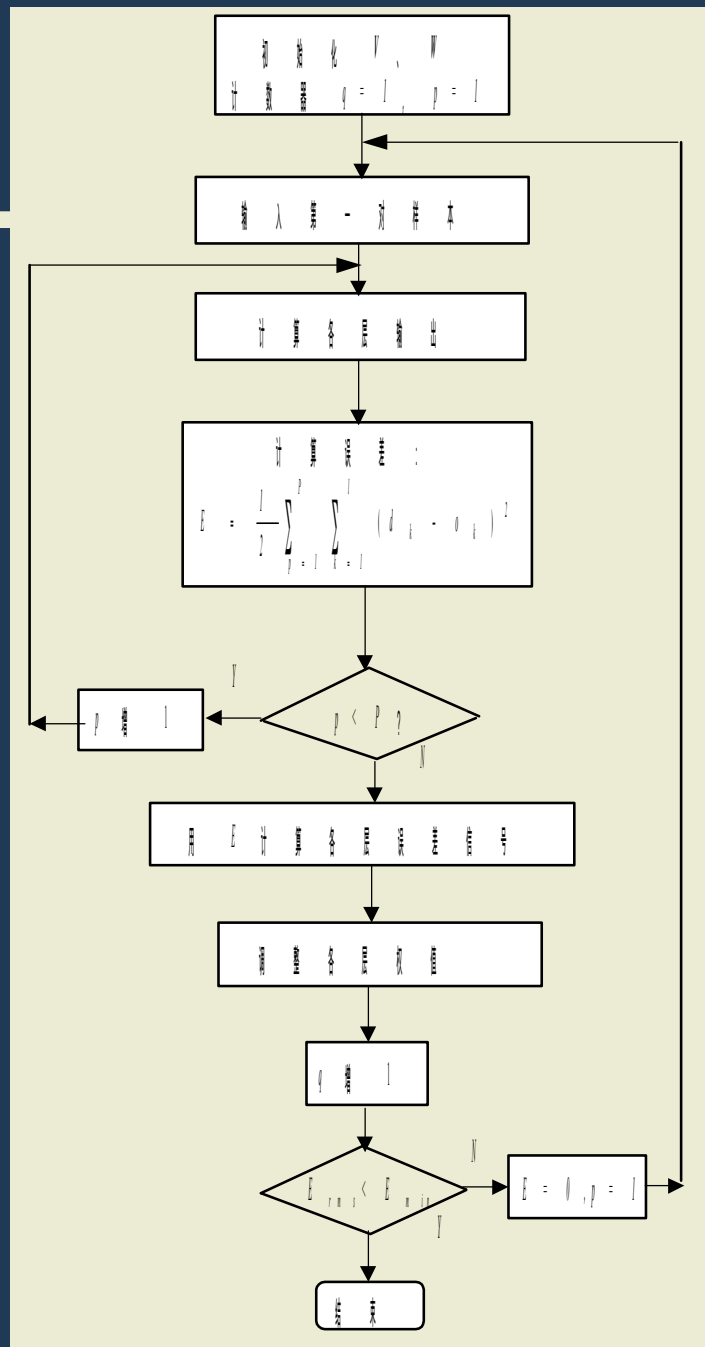 初始化 V、W
计数器 q=1, p=1
输入第一对样本
计算各层输出
计算误差:
E = 1/2 ∑_{p=1}^{P} ∑_{k=1}^{l} (d_k - o_k)^2
Y
p增 1
p<P?
N
用E计算各层误差信号
调整各层权值
q增 1
N
E_rms<E_min
E=0,p=1
Y
结束